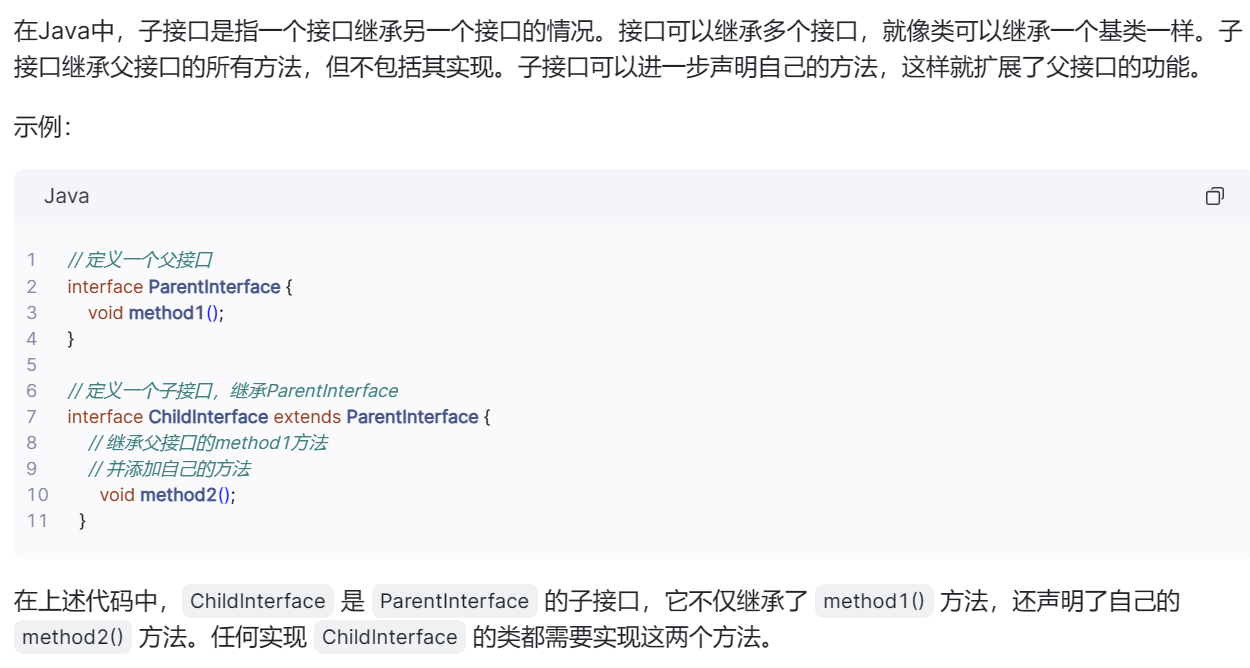 在Java中，子接口是指一个接口继承另一个接口的情况。接口可以继承多个接口，就像类可以继承一个基类一样。子
接口继承父接口的所有方法，但不包括其实现。子接口可以进一步声明自己的方法，这样就扩展了父接口的功能。
示例：
Java
1 // 定义一个父接口
2 interface ParentInterface {
3 void method1();
4 }
5
6 // 定义一个子接口，继承ParentInterface
7 interface ChildInterface extends ParentInterface {
8 // 继承父接口的method1方法
9 // 并添加自己的方法
10 void method2();
11 }
在上述代码中， ChildInterface 是 ParentInterface 的子接口，它不仅继承了 method1() 方法，还声明了自己的
method2() 方法。任何实现 ChildInterface 的类都需要实现这两个方法。